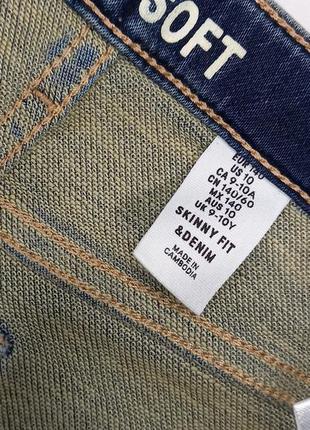 SOFT
EUR 140
US 10
CA 9-10A
CN 140/60
MX 140
AUS 10
UK 9-10Y
SKINNY FIT
&DENIM
MADE IN
CAMBODIA